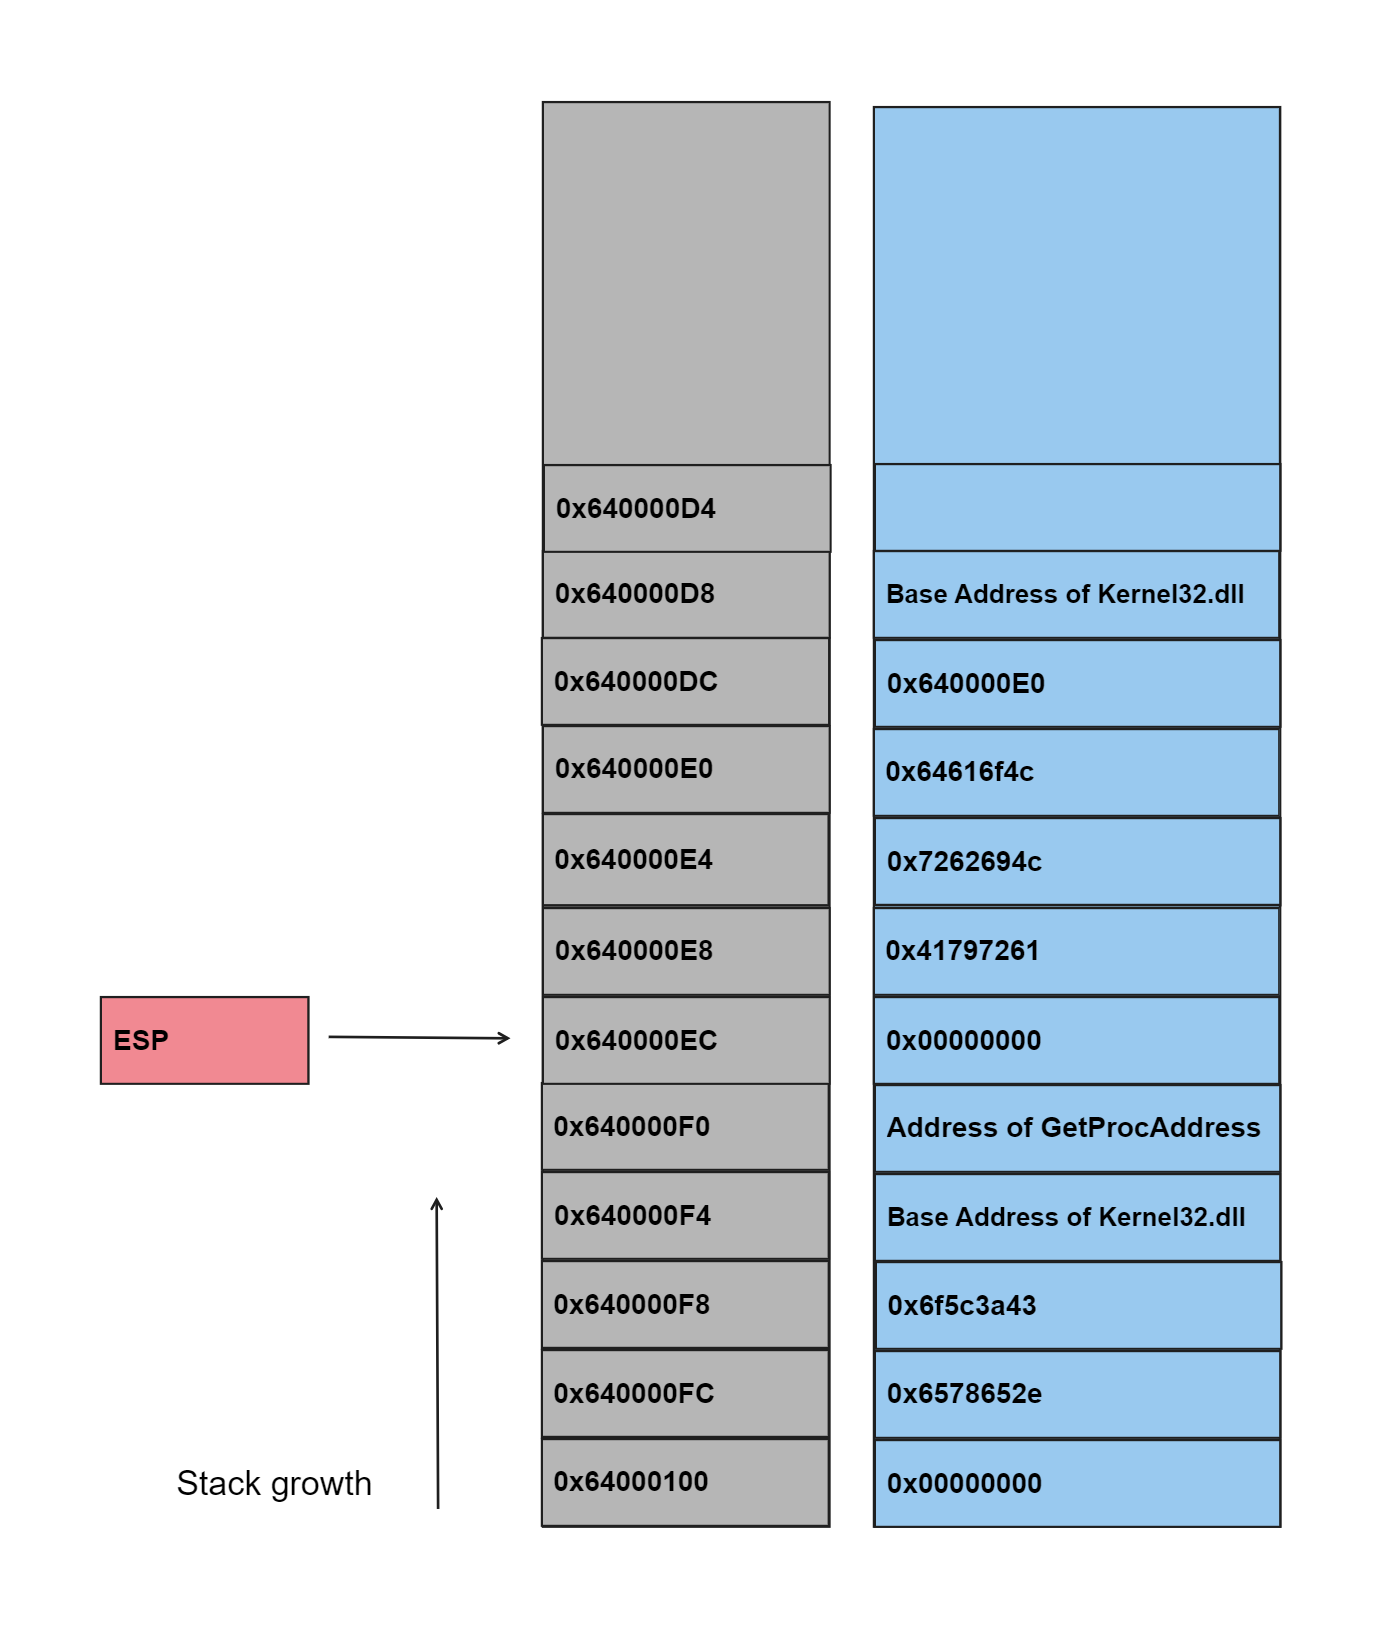 0x640000D4
0x640000D8 Base Address of Kernel32.dll
0x640000DC 0x640000E0
0x640000E0 0x64616f4c
0x640000E4 0x7262694c
0x640000E8 0x41797261
ESP 0x640000EC 0x00000000
0x640000F0 Address of GetProcAddress
0x640000F4 Base Address of Kernel32.dll
0x640000F8 0x6f5c3a43
0x640000FC 0x6578652e
Stack growth 0x64000100 0x00000000